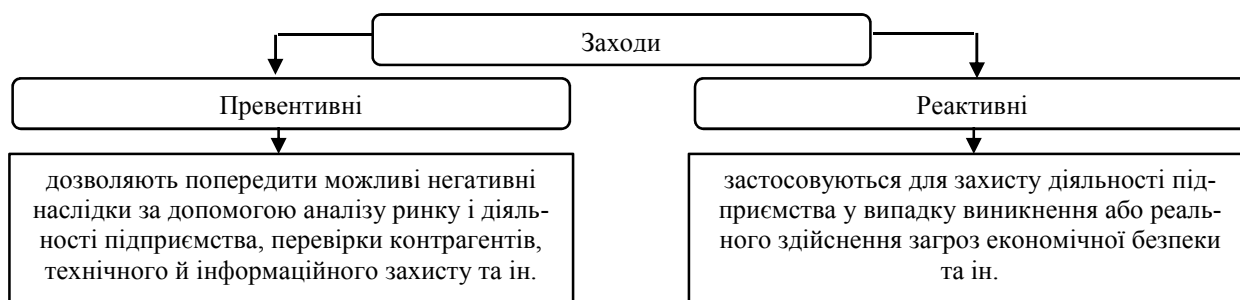 Заходи
Превентивні
Реактивні
дозволяють попередити можливі негативні
наслідки за допомогою аналізу ринку і діяль-
ності підприємства, перевірки контрагентів,
технічного й інформаційного захисту та ін.
застосовуються для захисту діяльності під-
приємства у випадку виникнення або реаль-
ного здійснення загроз економічної безпеки
та ін.